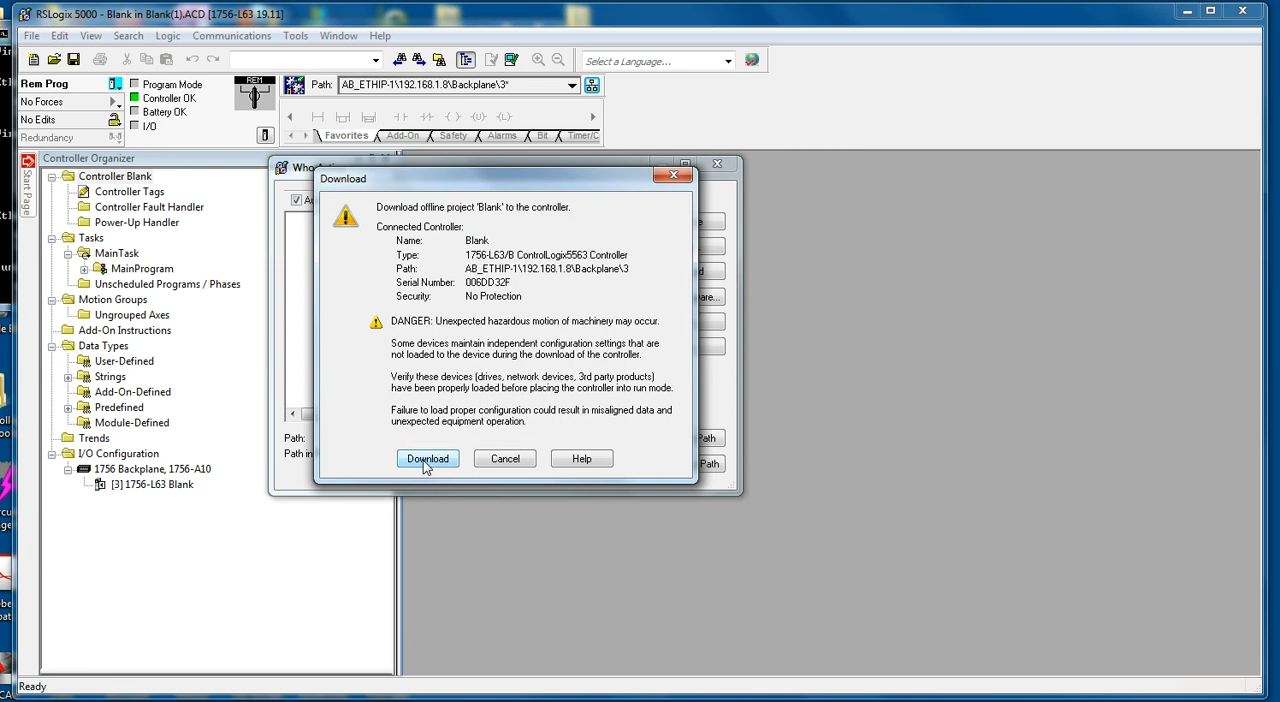 RSLogix 5000 - Blank in Blank(1).ACD [1756-L63 19.11]
File Edit View Search Logic Communications Tools Window Help
Select a Language...
Rem Prog
Program Mode
No Forces
Controller OK
Battery OK
No Edits
I/O
Redundancy
REM
Path: AB_ETHIP-1\192.168.1.8\Backplane\3*
Favorites Add-On Safety Alarms Bit Timer/C
Start Page
Controller Organizer
Controller Blank
Controller Tags
Controller Fault Handler
Power-Up Handler
Tasks
MainTask
MainProgram
Unscheduled Programs / Phases
Motion Groups
Ungrouped Axes
Add-On Instructions
Data Types
User-Defined
Strings
Add-On-Defined
Predefined
Module-Defined
Trends
I/O Configuration
1756 Backplane, 1756-A10
[3] 1756-L63 Blank
Path:
Path in
Path
Path
Download
Download offline project 'Blank' to the controller.
Connected Controller:
Name: Blank
Type: 1756-L63/B ControlLogix5563 Controller
Path: AB_ETHIP-1\192.168.1.8\Backplane\3
Serial Number: 006DD32F
Security: No Protection
DANGER: Unexpected hazardous motion of machinery may occur.
Some devices maintain independent configuration settings that are
not loaded to the device during the download of the controller.
Verify these devices (drives, network devices, 3rd party products)
have been properly loaded before placing the controller into run mode.
Failure to load proper configuration could result in misaligned data and
unexpected equipment operation.
Download Cancel Help
Ready